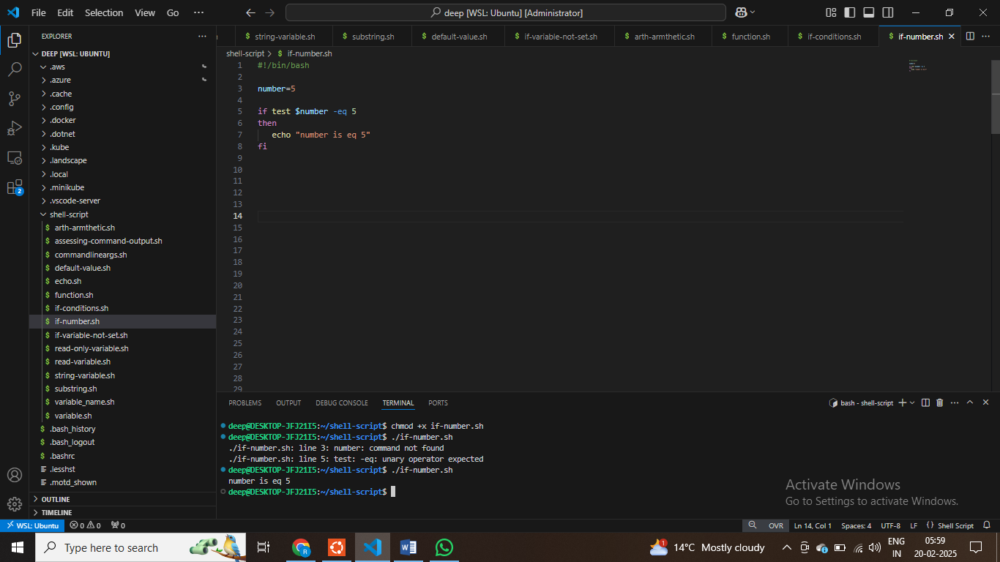 File Edit Selection View Go ··· deep [WSL: Ubuntu] [Administrator]
EXPLORER ···
string-variable.sh substring.sh default-value.sh if-variable-not-set.sh arth-armthetic.sh function.sh if-conditions.sh if-number.sh
DEEP [WSL: UBUNTU]
.aws
.azure
.cache
.config
.docker
.dotnet
.kube
.landscape
.local
.minikube
.vscode-server
shell-script
arth-armthetic.sh
assessing-command-output.sh
commandlineargs.sh
default-value.sh
echo.sh
function.sh
if-conditions.sh
if-number.sh
if-variable-not-set.sh
read-only-variable.sh
read-variable.sh
string-variable.sh
substring.sh
variable_name.sh
variable.sh
.bash_history
.bash_logout
.bashrc
.lesshst
.motd_shown
OUTLINE
TIMELINE
2
shell-script > $ if-number.sh
1 #!/bin/bash
2
3 number=5
4
5 if test $number -eq 5
6 then
7 echo "number is eq 5"
8 fi
9
10
11
12
13
14
15
16
17
18
19
20
21
22
23
24
25
26
27
28
29
PROBLEMS OUTPUT DEBUG CONSOLE TERMINAL PORTS bash - shell-script
deep@DESKTOP-JFJ21I5:~/shell-script$ chmod +x if-number.sh
deep@DESKTOP-JFJ21I5:~/shell-script$ ./if-number.sh
./if-number.sh: line 3: number: command not found
./if-number.sh: line 5: test: -eq: unary operator expected
deep@DESKTOP-JFJ21I5:~/shell-script$ ./if-number.sh
number is eq 5
deep@DESKTOP-JFJ21I5:~/shell-script$
Activate Windows
Go to Settings to activate Windows.
WSL: Ubuntu 0 0 0 OVR Ln 14, Col 1 Spaces: 4 UTF-8 LF Shell Script
Type here to search 1 14°C Mostly cloudy ENG IN 05:59 20-02-2025